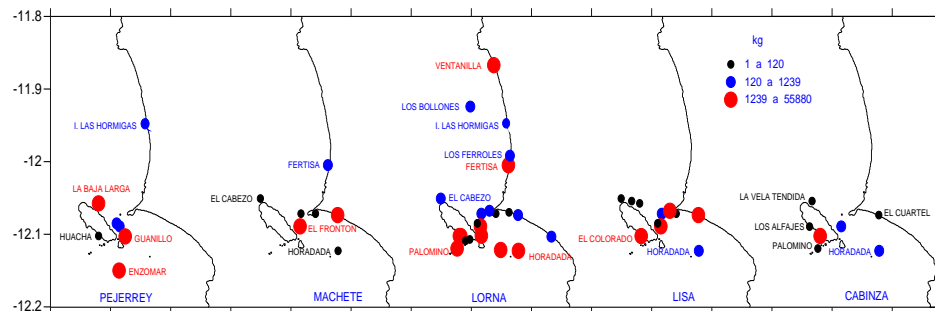 -11.8
-11.9
-12
-12.1
-12.2
I. LAS HORMIGAS
LA BAJA LARGA
HUACHA
GUANILLO
ENZOMAR
PEJERREY
FERTISA
EL CABEZO
EL FRONTON
HORADADA
MACHETE
VENTANILLA
LOS BOLLONES
I. LAS HORMIGAS
LOS FERROLES
FERTISA
EL CABEZO
PALOMINO
HORADADA
LORNA
EL COLORADO
HORADADA
LISA
kg
1 a 120
120 a 1239
1239 a 55880
LA VELA TENDIDA
EL CUARTEL
LOS ALFAJES
PALOMINO
HORADADA
CABINZA